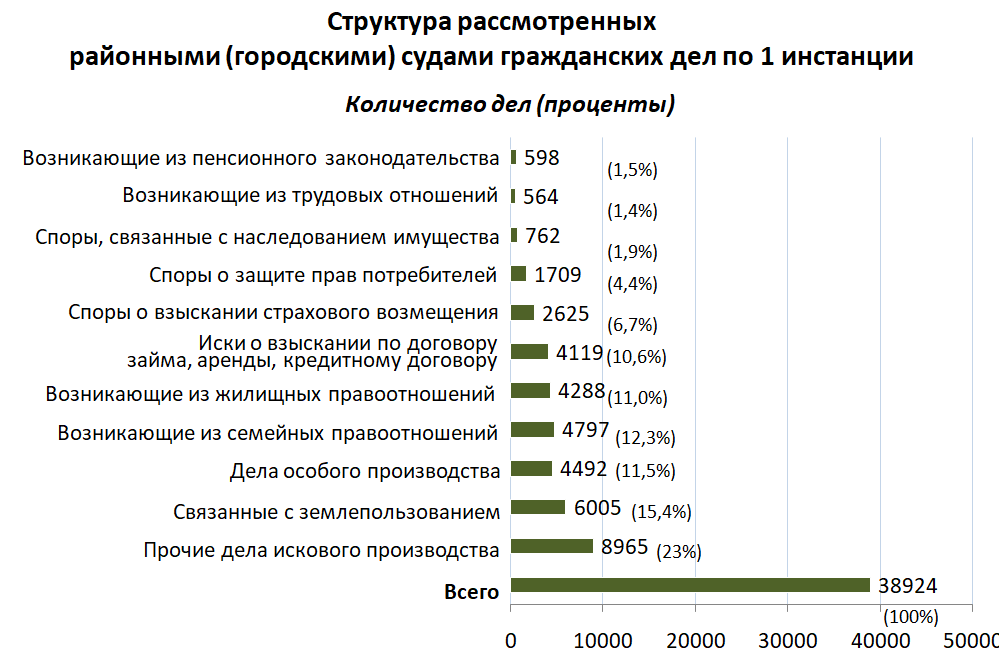 Структура рассмотренных
районными (городскими) судами гражданских дел по 1 инстанции
Количество дел (проценты)
Возникающие из пенсионного законодательства 598 (1,5%)
Возникающие из трудовых отношений 564 (1,4%)
Споры, связанные с наследованием имущества 762 (1,9%)
Споры о защите прав потребителей 1709 (4,4%)
Споры о взыскании страхового возмещения 2625 (6,7%)
Иски о взыскании по договору
займа, аренды, кредитному договору 4119 (10,6%)
Возникающие из жилищных правоотношений 4288 (11,0%)
Возникающие из семейных правоотношений 4797 (12,3%)
Дела особого производства 4492 (11,5%)
Связанные с землепользованием 6005 (15,4%)
Прочие дела искового производства 8965 (23%)
Всего 38924
(100%)
0 10000 20000 30000 40000 50000